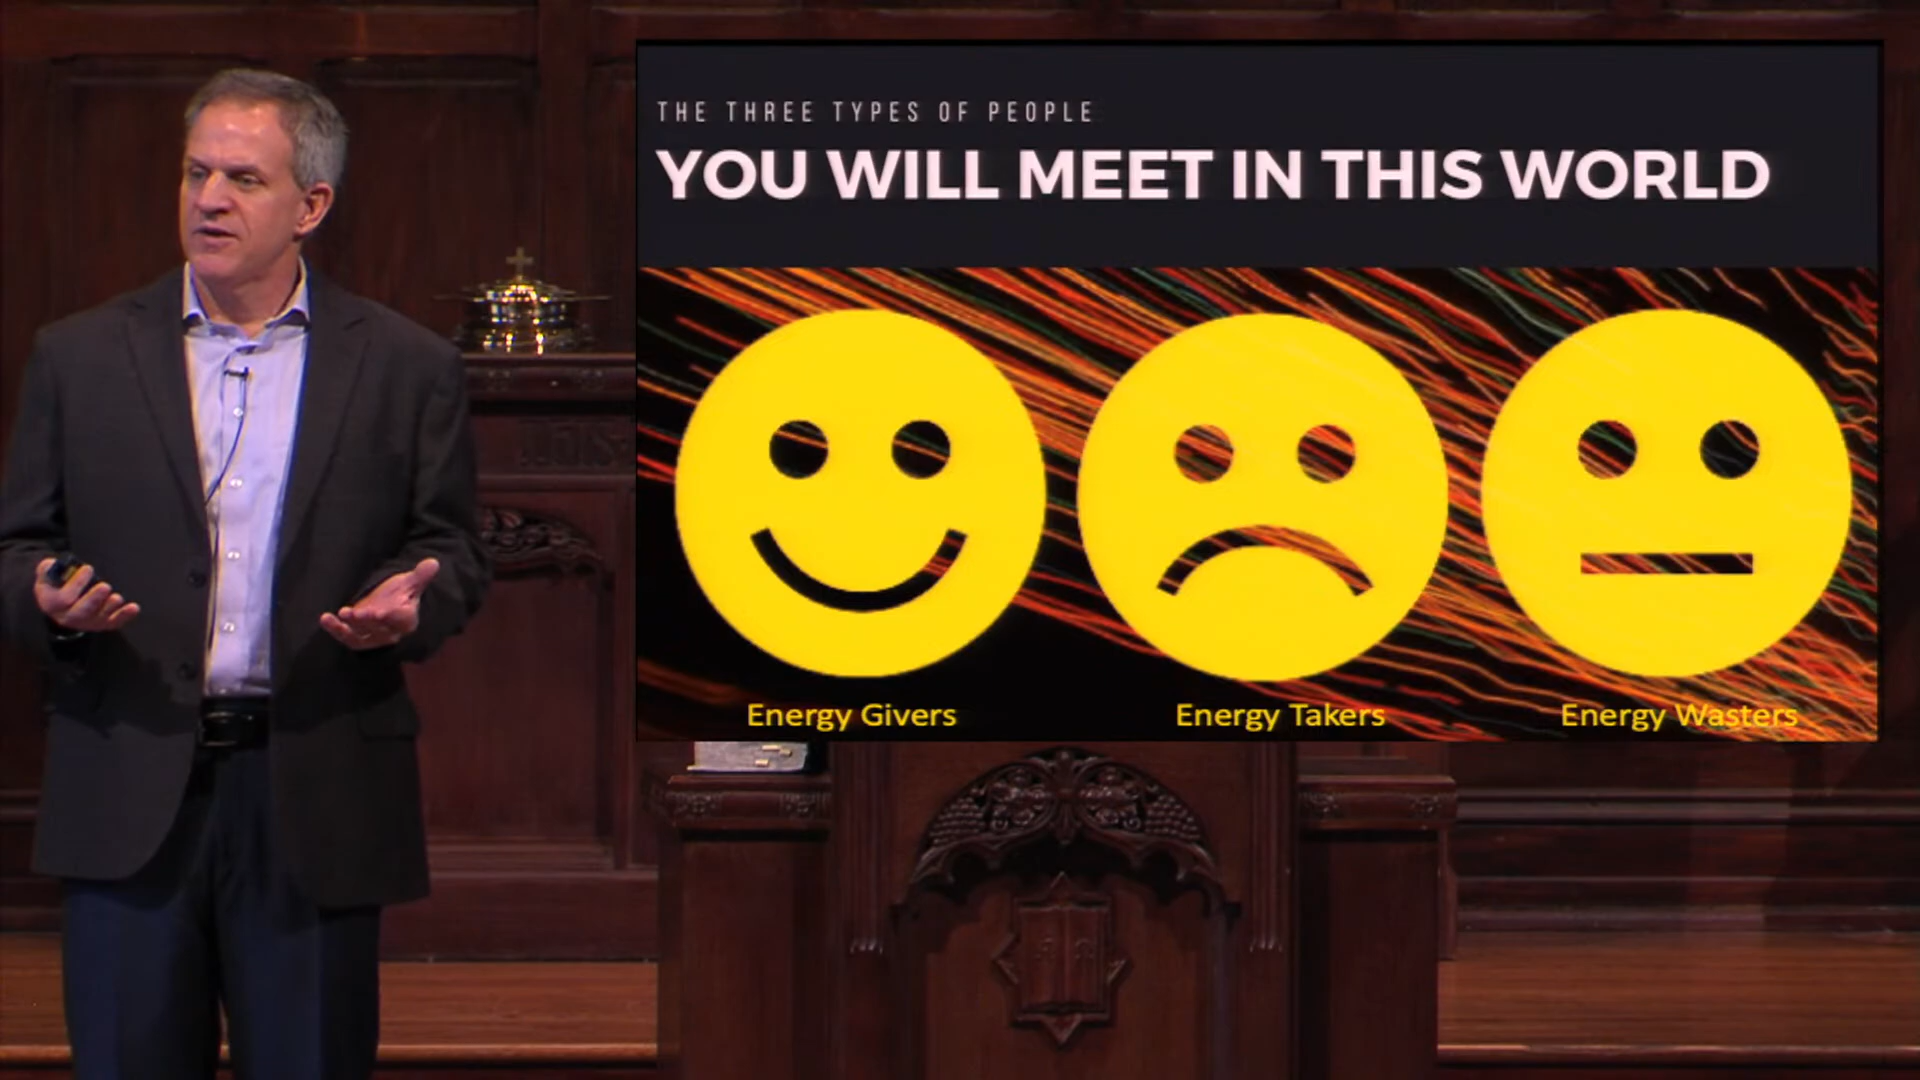 THE THREE TYPES OF PEOPLE
YOU WILL MEET IN THIS WORLD
Energy Givers
Energy Takers
Energy Wasters